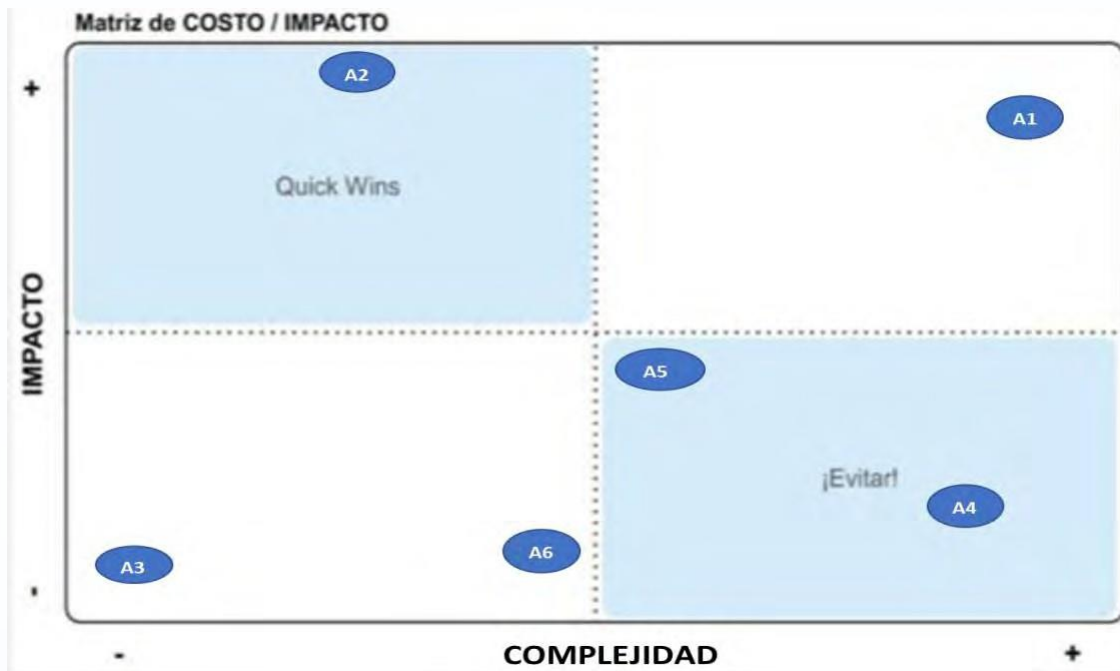 Matriz de COSTO / IMPACTO
+
A2
A1
Quick Wins
IMPACTO
A5
¡Evitar!
A4
A6
A3
-
- COMPLEJIDAD +